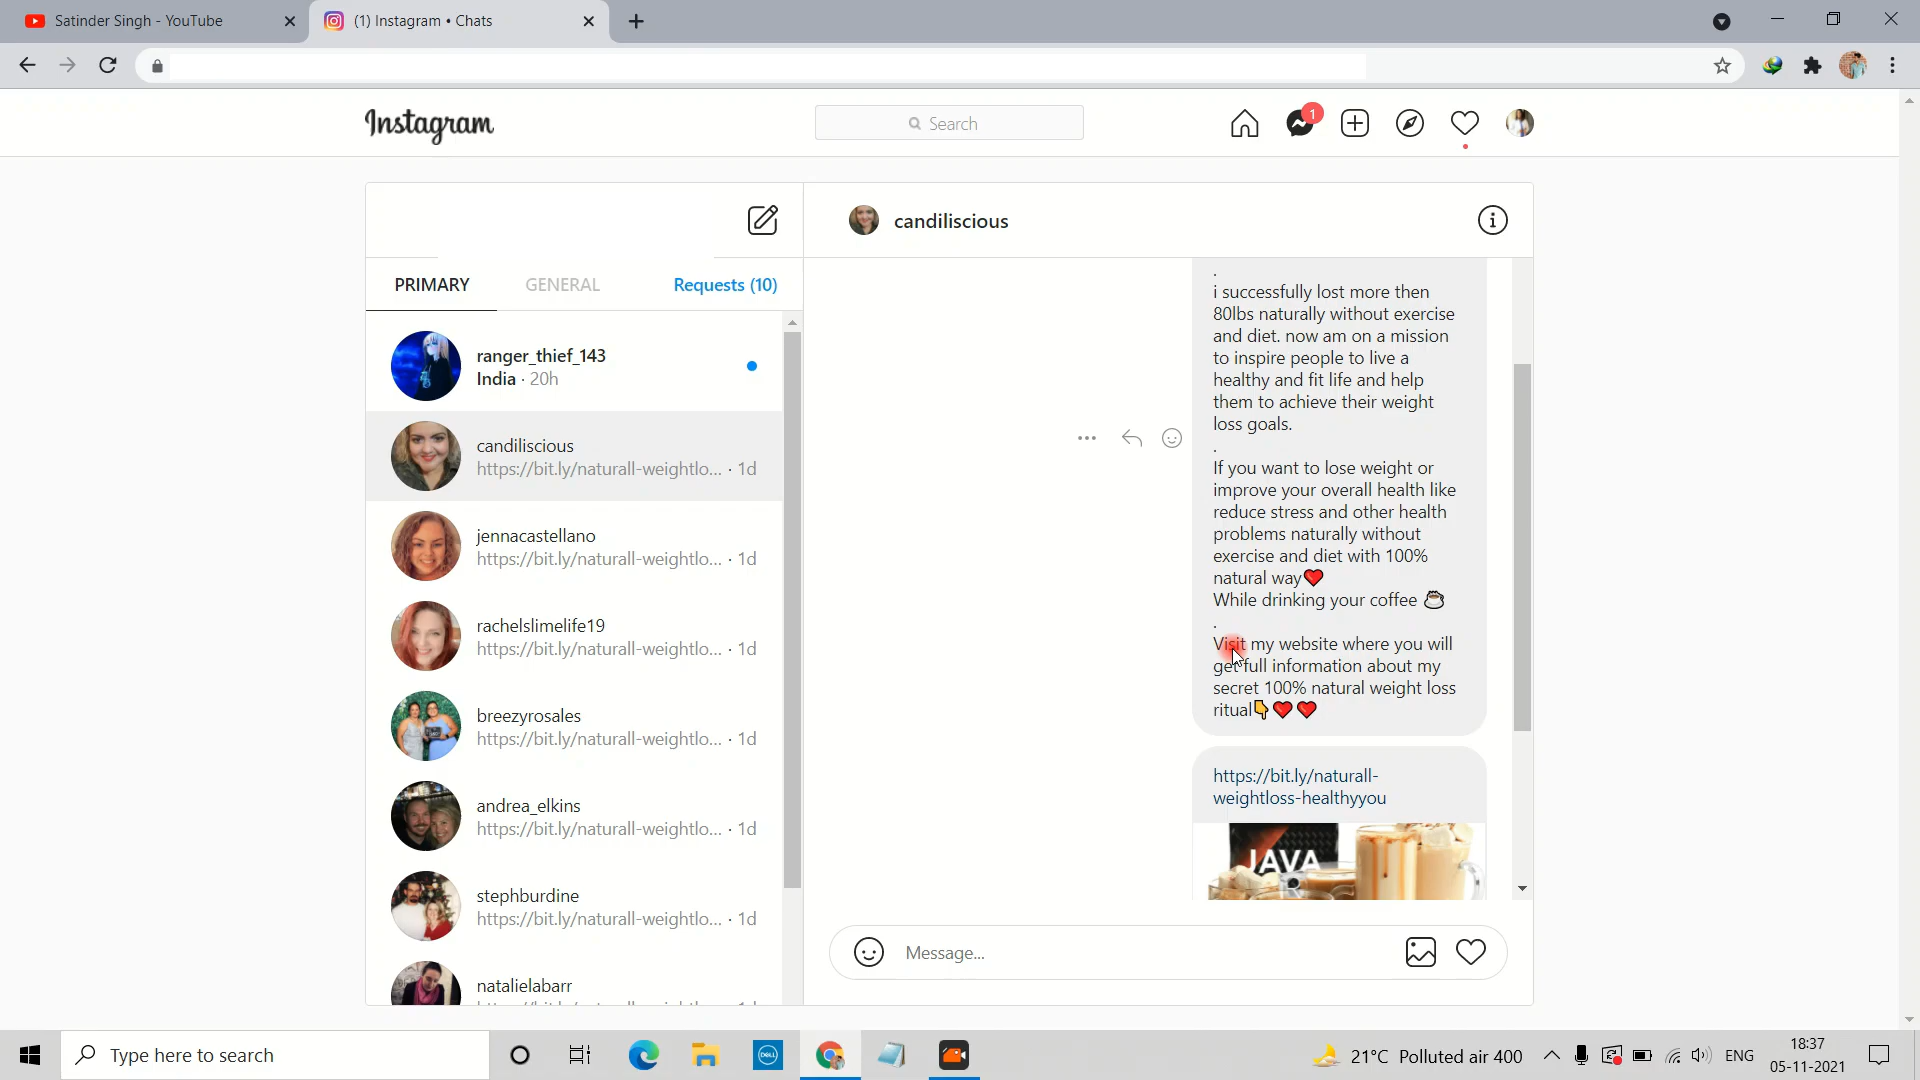 Satinder Singh - YouTube
(1) Instagram • Chats
Instagram
Search
1
candiliscious
PRIMARY
GENERAL
Requests (10)
ranger_thief_143
India · 20h
candiliscious
https://bit.ly/naturall-weightlo... · 1d
jennacastellano
https://bit.ly/naturall-weightlo... · 1d
rachelslimelife19
https://bit.ly/naturall-weightlo... · 1d
breezyrosales
https://bit.ly/naturall-weightlo... · 1d
andrea_elkins
https://bit.ly/naturall-weightlo... · 1d
stephburdine
https://bit.ly/naturall-weightlo... · 1d
natalielabarr
.
i successfully lost more then
80lbs naturally without exercise
and diet. now am on a mission
to inspire people to live a
healthy and fit life and help
them to achieve their weight
loss goals.
.
If you want to lose weight or
improve your overall health like
reduce stress and other health
problems naturally without
exercise and diet with 100%
natural way❤️
While drinking your coffee ☕
.
Visit my website where you will
get full information about my
secret 100% natural weight loss
ritual👇❤️❤️
https://bit.ly/naturall-
weightloss-healthyyou
JAVA
Message...
Type here to search
DELL
21°C Polluted air 400
ENG
18:37
05-11-2021